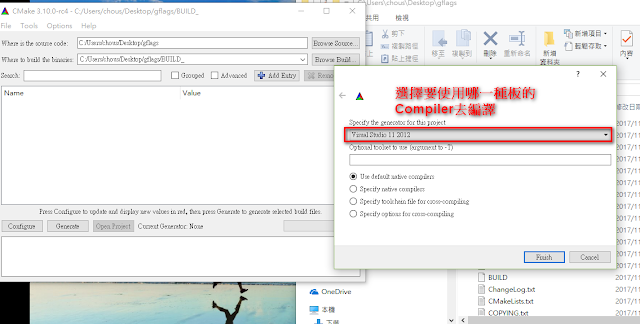 CMake 3.10.0-rc4 - C:/Users/chous/Desktop/gflags/BUILD_
File Tools Options Help
Where is the source code: C:/Users/chous/Desktop/gflags/BUILD_ Browse Source...
Where to build the binaries: C:/Users/chous/Desktop/gflags/BUILD_ Browse Build...
Search: Grouped Advanced Add Entry
Name Value
Press Configure to update and display new values in red, then press Generate to generate selected build files.
Configure Generate Open Project Current Generator: None
C:\Users\chous\Desktop\gflags
共用 檢視
剪下
複製路徑
貼上捷徑
移至 複製到 刪除 重新命名 新增資料夾
新增項目
輕鬆存取
選擇要使用哪一種板的
Compiler去編譯
Specify the generator for this project
Visual Studio 11 2012
Optional toolset to use (argument to -T)
Use default native compilers
Specify native compilers
Specify toolchain file for cross-compiling
Specify options for cross-compiling
Finish Cancel
修改日期
2017/11
2017/11
2017/11
2017/11
BUILD 2017/11
ChangeLog.txt 2017/11
CMakeLists.txt 2017/11
COPYING.txt 2017/11
OneDrive
本機
下載